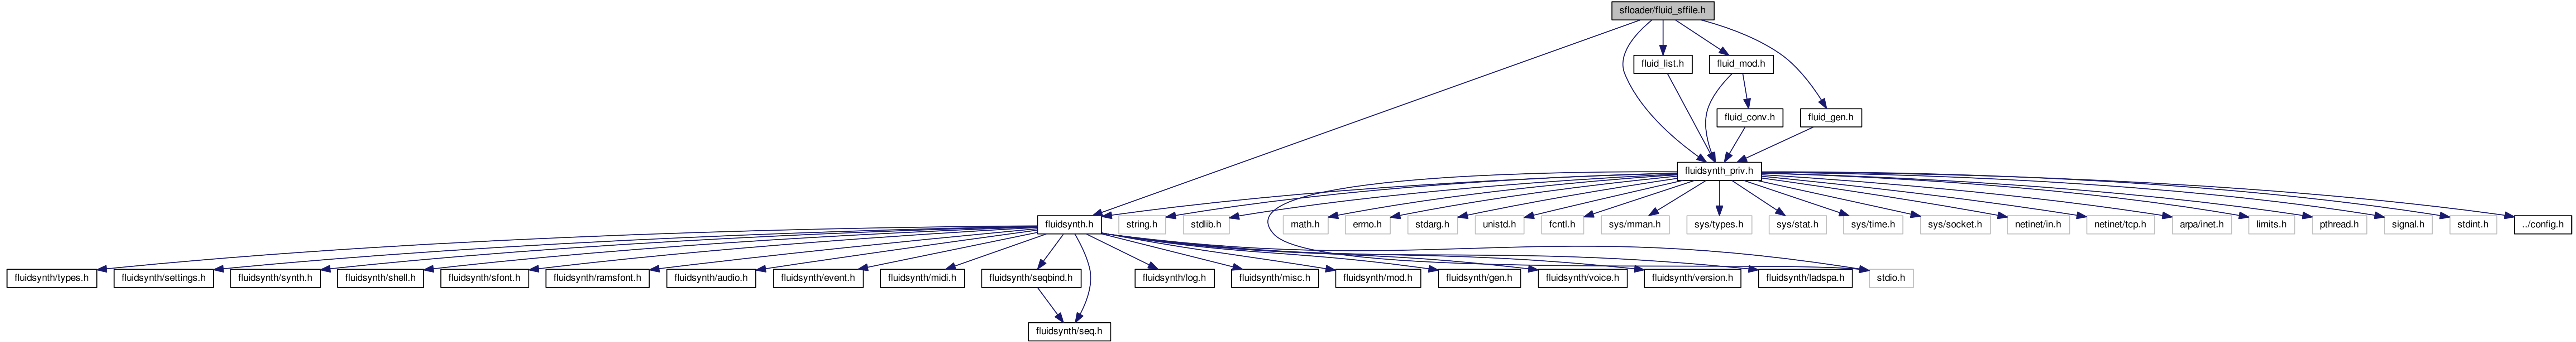 sfloader/fluid_sffile.h
fluid_list.h
fluid_mod.h
fluid_conv.h
fluid_gen.h
fluidsynth_priv.h
fluidsynth.h
string.h
stdlib.h
math.h
errno.h
stdarg.h
unistd.h
fcntl.h
sys/mman.h
sys/types.h
sys/stat.h
sys/time.h
sys/socket.h
netinet/in.h
netinet/tcp.h
arpa/inet.h
limits.h
pthread.h
signal.h
stdint.h
../config.h
fluidsynth/types.h
fluidsynth/settings.h
fluidsynth/synth.h
fluidsynth/shell.h
fluidsynth/sfont.h
fluidsynth/ramsfont.h
fluidsynth/audio.h
fluidsynth/event.h
fluidsynth/midi.h
fluidsynth/seqbind.h
fluidsynth/log.h
fluidsynth/misc.h
fluidsynth/mod.h
fluidsynth/gen.h
fluidsynth/voice.h
fluidsynth/version.h
fluidsynth/ladspa.h
stdio.h
fluidsynth/seq.h